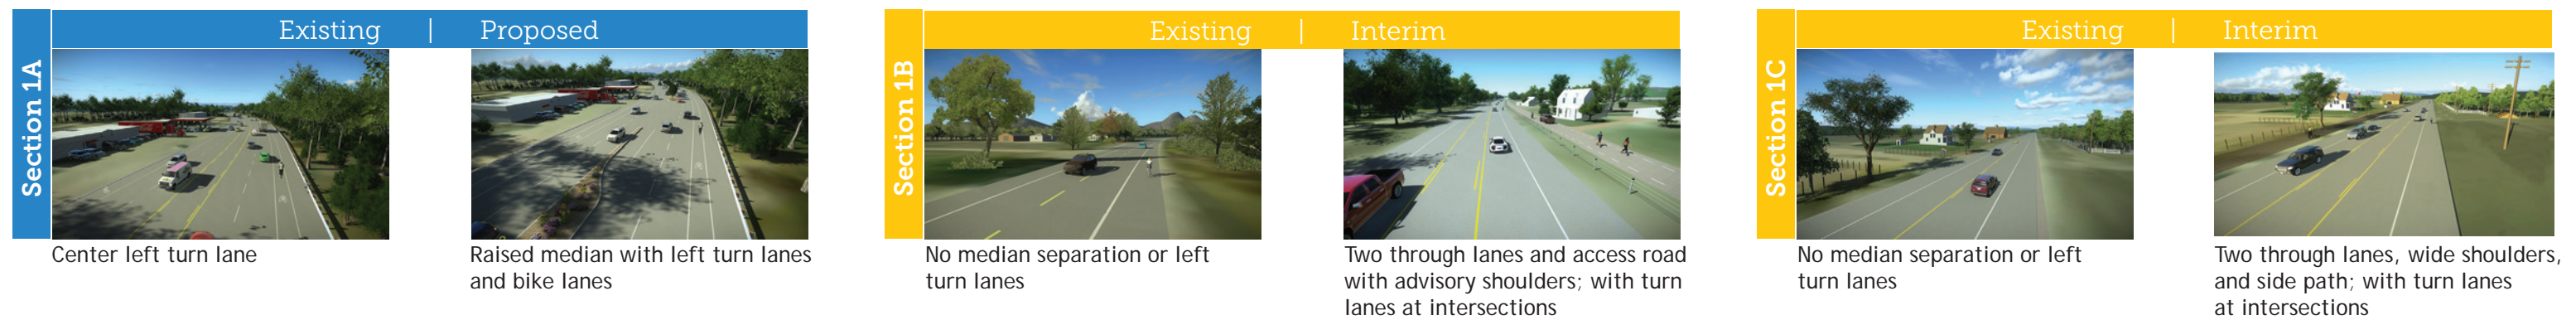 Section 1A
Existing | Proposed
Center left turn lane
Raised median with left turn lanes
and bike lanes
Section 1B
Existing | Interim
No median separation or left
turn lanes
Two through lanes and access road
with advisory shoulders; with turn
lanes at intersections
Section 1C
Existing | Interim
No median separation or left
turn lanes
Two through lanes, wide shoulders,
and side path; with turn lanes
at intersections